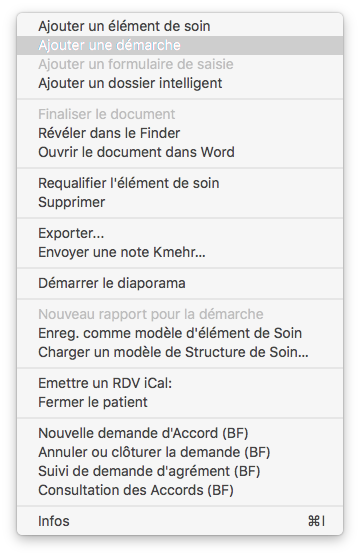 Ajouter un élément de soin
Ajouter une démarche
Ajouter un formulaire de saisie
Ajouter un dossier intelligent
Finaliser le document
Révéler dans le Finder
Ouvrir le document dans Word
Requalifier l'élément de soin
Supprimer
Exporter...
Envoyer une note Kmehr...
Démarrer le diaporama
Nouveau rapport pour la démarche
Enreg. comme modèle d'élément de Soin
Charger un modèle de Structure de Soin...
Emettre un RDV iCal:
Fermer le patient
Nouvelle demande d'Accord (BF)
Annuler ou clôturer la demande (BF)
Suivi de demande d'agrément (BF)
Consultation des Accords (BF)
Infos ⌘I